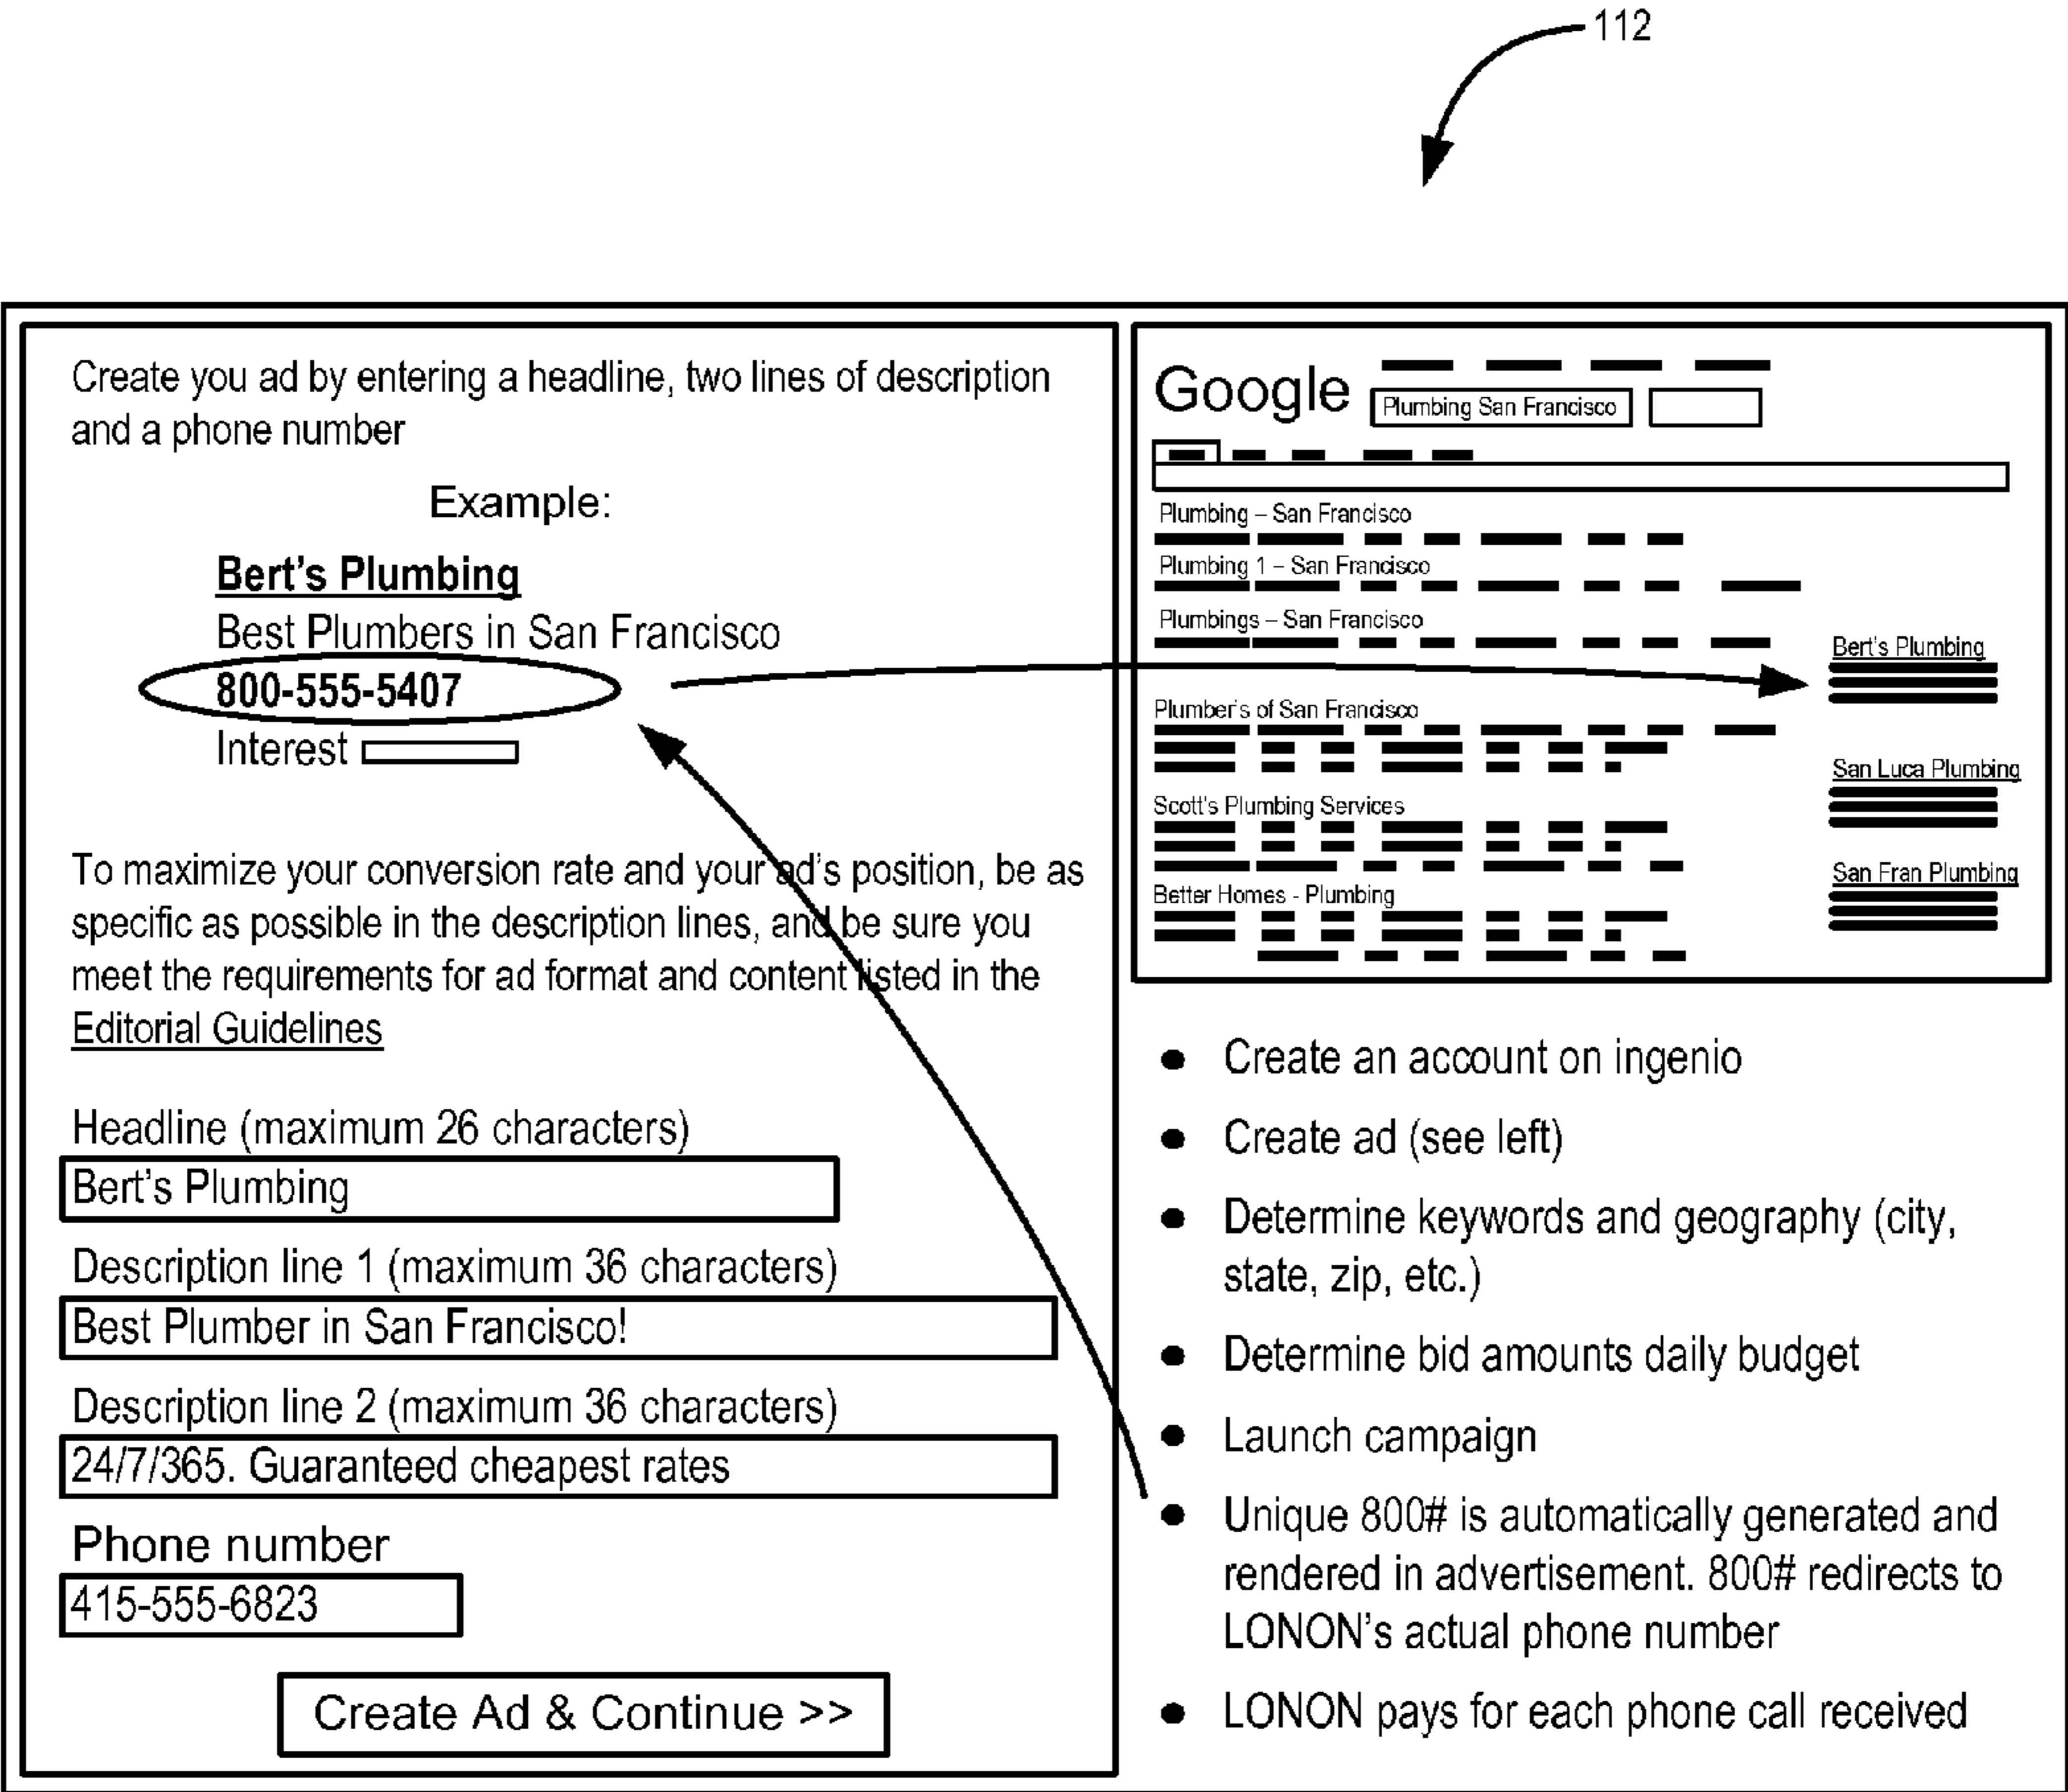 112
Create you ad by entering a headline, two lines of description
and a phone number
Example:
Bert's Plumbing
Best Plumbers in San Francisco
800-555-5407
Interest
To maximize your conversion rate and your ad's position, be as
specific as possible in the description lines, and be sure you
meet the requirements for ad format and content listed in the
Editorial Guidelines
Headline (maximum 26 characters)
Bert's Plumbing
Description line 1 (maximum 36 characters)
Best Plumber in San Francisco!
Description line 2 (maximum 36 characters)
24/7/365. Guaranteed cheapest rates
Phone number
415-555-6823
Create Ad & Continue >>
Google
Plumbing San Francisco
Plumbing – San Francisco
Plumbing 1 – San Francisco
Plumbings – San Francisco
Plumber's of San Francisco
Scott's Plumbing Services
Better Homes - Plumbing
Bert's Plumbing
San Luca Plumbing
San Fran Plumbing
● Create an account on ingenio
● Create ad (see left)
● Determine keywords and geography (city,
state, zip, etc.)
● Determine bid amounts daily budget
● Launch campaign
● Unique 800# is automatically generated and
rendered in advertisement. 800# redirects to
LONON's actual phone number
● LONON pays for each phone call received